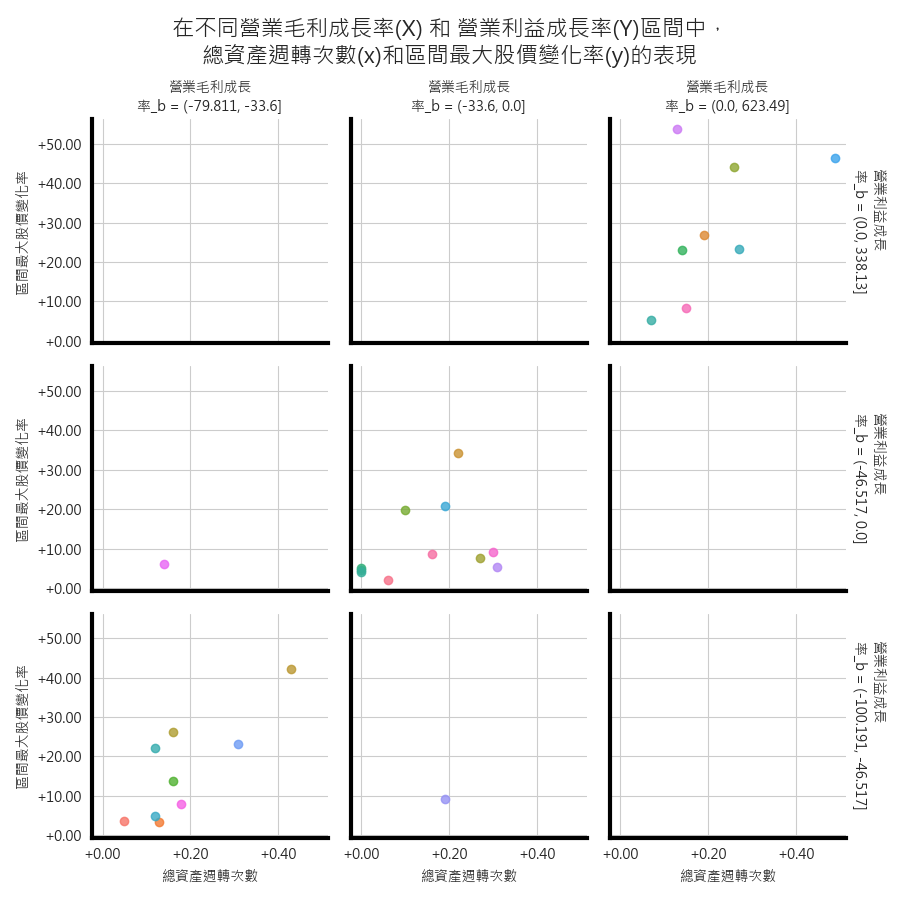 在不同營業毛利成長率(X) 和 營業利益成長率(Y)區間中，
總資產週轉次數(x)和區間最大股價變化率(y)的表現
營業毛利成長
率_b = (-79.811, -33.6]
營業毛利成長
率_b = (-33.6, 0.0]
營業毛利成長
率_b = (0.0, 623.49]
區間最大股價變化率
+50.00
+40.00
+30.00
+20.00
+10.00
+0.00
營業利益成長
率_b = (0.0, 338.13]
區間最大股價變化率
+50.00
+40.00
+30.00
+20.00
+10.00
+0.00
營業利益成長
率_b = (-46.517, 0.0]
區間最大股價變化率
+50.00
+40.00
+30.00
+20.00
+10.00
+0.00
營業利益成長
率_b = (-100.191, -46.517]
+0.00 +0.20 +0.40
+0.00 +0.20 +0.40
+0.00 +0.20 +0.40
總資產週轉次數
總資產週轉次數
總資產週轉次數